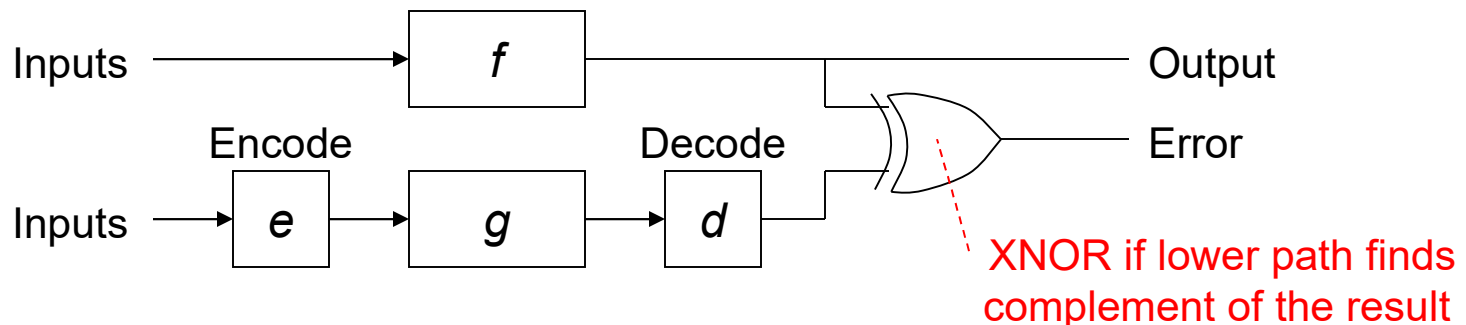 Inputs
f
Output
Encode
Decode
Error
Inputs
e
g
d
XNOR if lower path finds
complement of the result